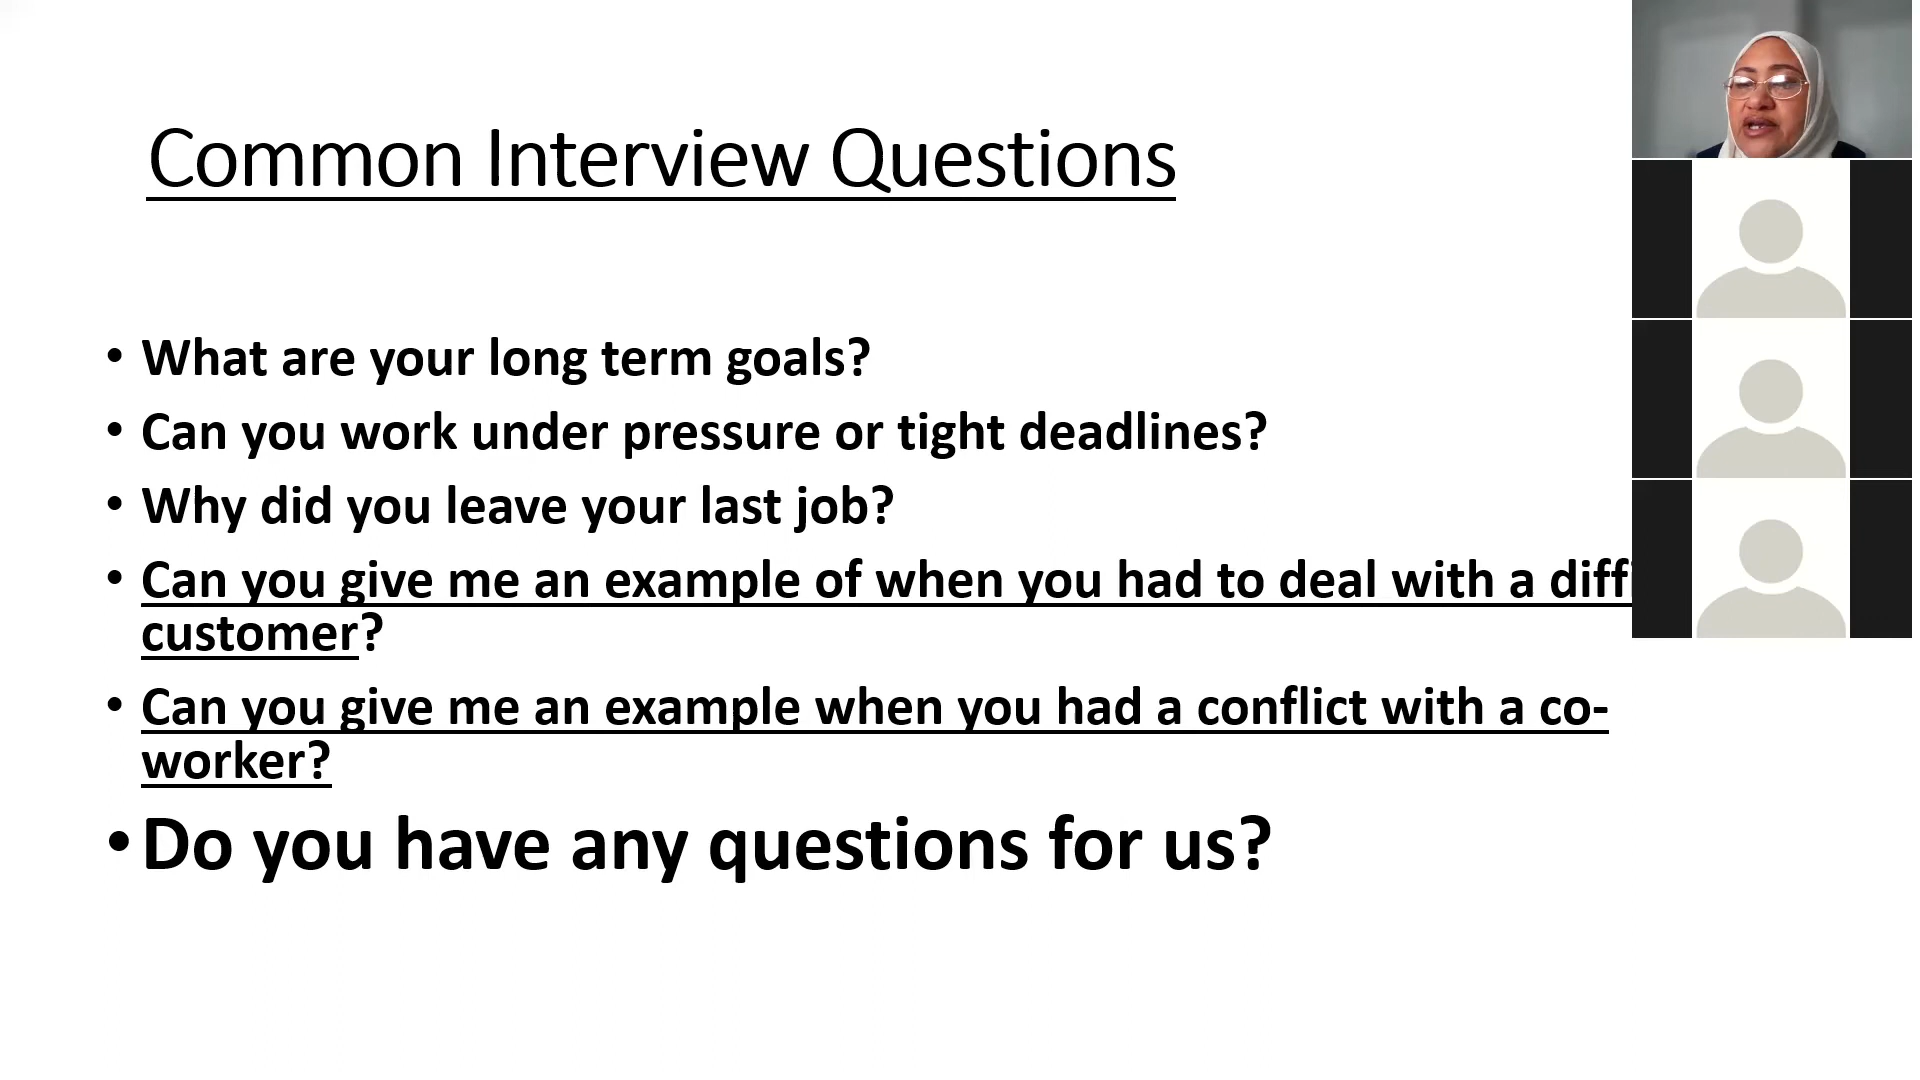 Common Interview Questions
• What are your long term goals?
• Can you work under pressure or tight deadlines?
• Why did you leave your last job?
• Can you give me an example of when you had to deal with a diffi
customer?
• Can you give me an example when you had a conflict with a co-
worker?
• Do you have any questions for us?